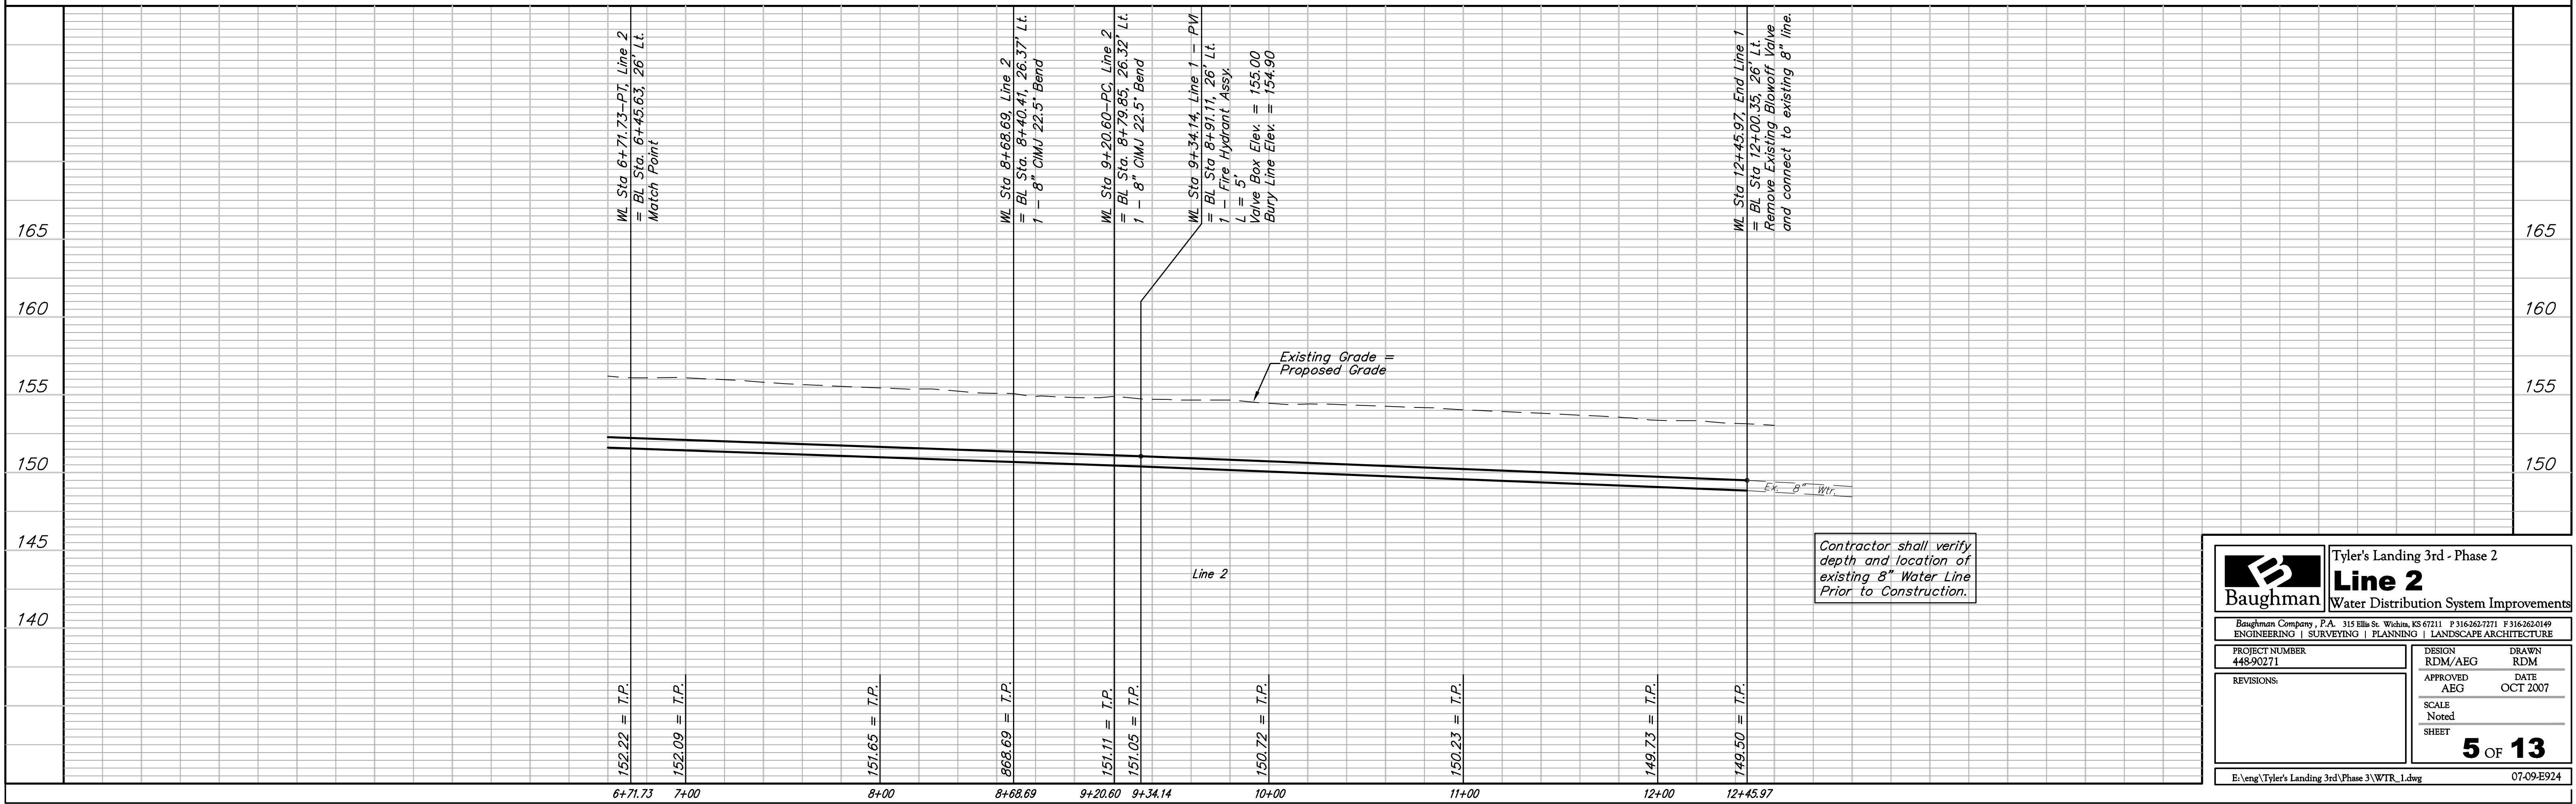 WL Sta 6+71.73-PT, Line 2
= BL Sta. 6+45.63, 26' Lt.
Match Point
WL Sta 8+68.69, Line 2
= BL Sta. 8+40.41, 26.37' Lt.
1 - 8" CIMJ 22.5° Bend
WL Sta 9+20.60-PC, Line 2
= BL Sta. 8+79.85, 26.32' Lt.
1 - 8" CIMJ 22.5° Bend
WL Sta 9+34.14, Line 1 - PVI
= BL Sta 8+91.11, 26' Lt.
1 - Fire Hydrant Assy.
L = 5'
Valve Box Elev. = 155.00
Bury Line Elev. = 154.90
WL Sta 12+45.97, End Line 1
= BL Sta 12+00.35, 26' Lt.
Remove Existing Blowoff Valve
and connect to existing 8" line.
165
165
160
160
Existing Grade =
Proposed Grade
155
155
150
150
Ex. 8" Wtr.
145
140
Line 2
Contractor shall verify
depth and location of
existing 8" Water Line
Prior to Construction.
152.22 = T.P.
152.09 = T.P.
151.65 = T.P.
868.69 = T.P.
151.11 = T.P.
151.05 = T.P.
150.72 = T.P.
150.23 = T.P.
149.73 = T.P.
149.50 = T.P.
6+71.73 7+00 8+00 8+68.69 9+20.60 9+34.14 10+00 11+00 12+00 12+45.97
Baughman
Tyler's Landing 3rd - Phase 2
Line 2
Water Distribution System Improvements
Baughman Company, P.A. 315 Ellis St. Wichita, KS 67211 P 316-262-7271 F 316-262-0149
ENGINEERING | SURVEYING | PLANNING | LANDSCAPE ARCHITECTURE
PROJECT NUMBER
448-90271
REVISIONS:
DESIGN DRAWN
RDM/AEG RDM
APPROVED DATE
AEG OCT 2007
SCALE
Noted
SHEET
5 OF 13
E:\eng\Tyler's Landing 3rd\Phase 3\WTR_1.dwg 07-09-E924